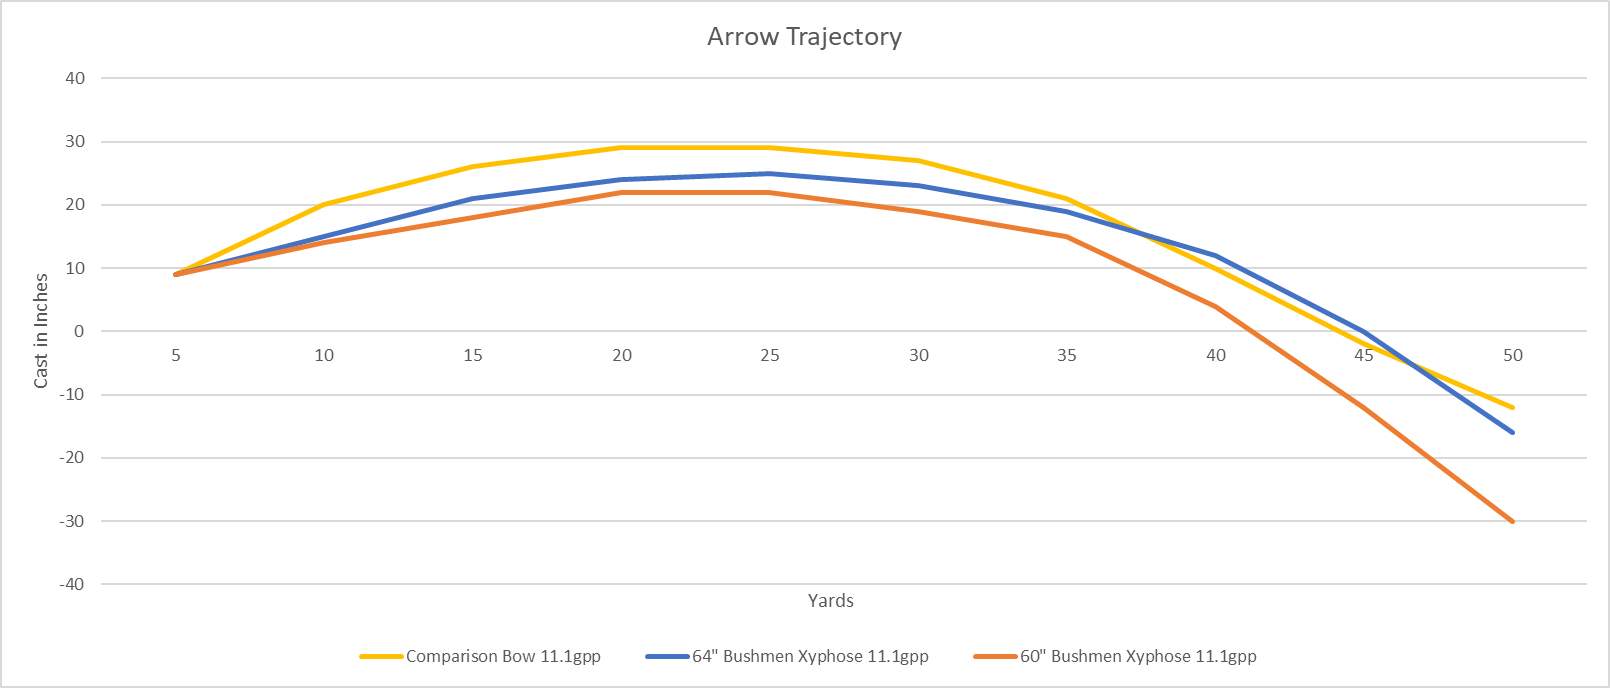 Arrow Trajectory
40
30
20
10
0
-10
-20
-30
-40
Cast in Inches
5 10 15 20 25 30 35 40 45 50
Yards
Comparison Bow 11.1gpp 64" Bushmen Xyphose 11.1gpp 60" Bushmen Xyphose 11.1gpp